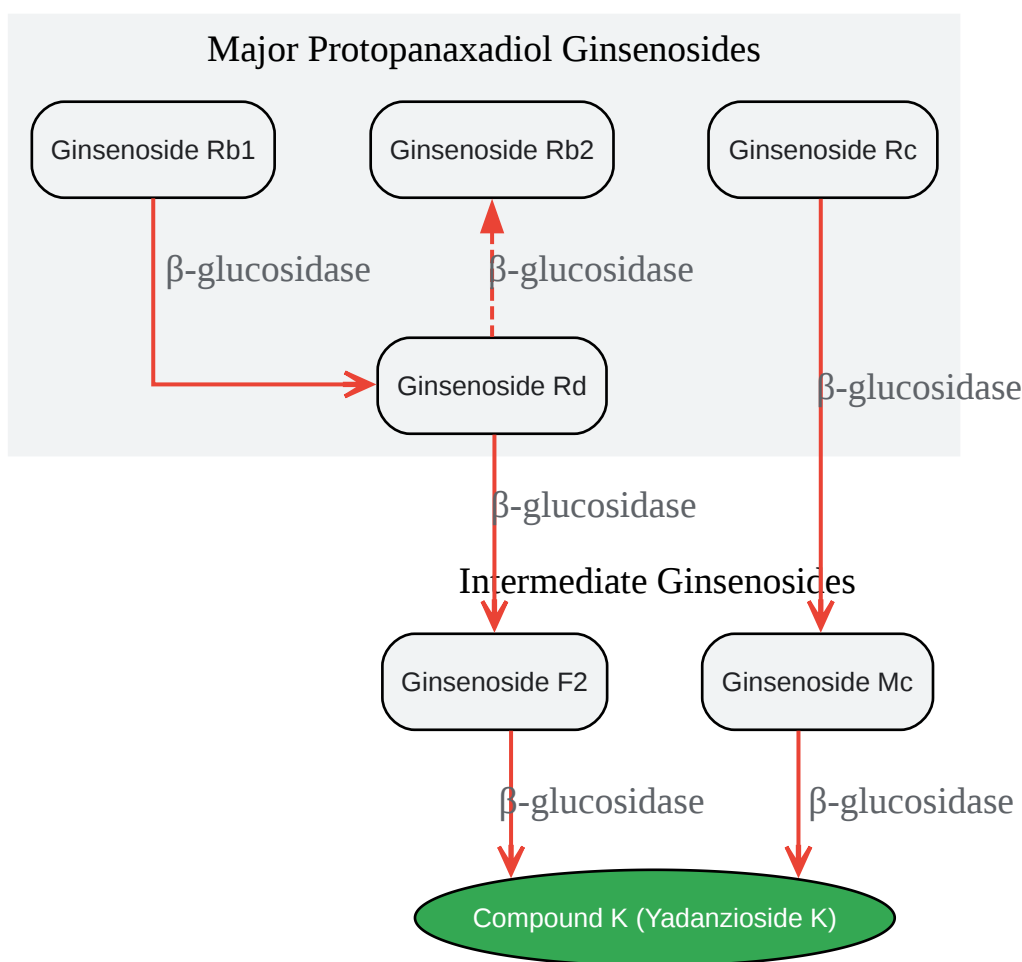 Major Protopanaxadiol Ginsenosides
Ginsenoside Rb1
Ginsenoside Rb2
Ginsenoside Rc
β-glucosidase
β-glucosidase
Ginsenoside Rd
β-glucosidase
β-glucosidase
Intermediate Ginsenosides
Ginsenoside F2
Ginsenoside Mc
β-glucosidase
β-glucosidase
Compound K (Yadanzioside K)